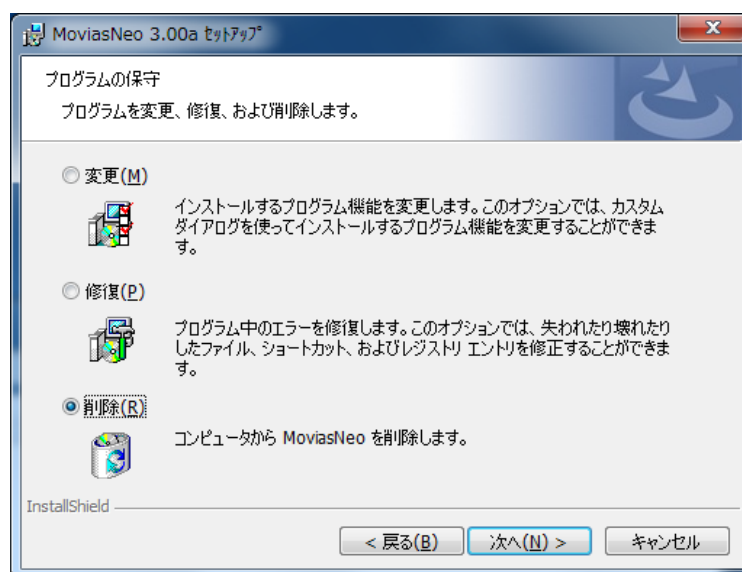 MoviasNeo 3.00a ｾｯﾄｱｯﾌﾟ
プログラムの保守
プログラムを変更、修復、および削除します。
変更(M)
インストールするプログラム機能を変更します。このオプションでは、カスタム
ダイアログを使ってインストールするプログラム機能を変更することができま
す。
修復(P)
プログラム中のエラーを修復します。このオプションでは、失われたり壊れたり
したファイル、ショートカット、およびレジストリ エントリを修正することができま
す。
削除(R)
コンピュータから MoviasNeo を削除します。
InstallShield
< 戻る(B)
次へ(N) >
キャンセル